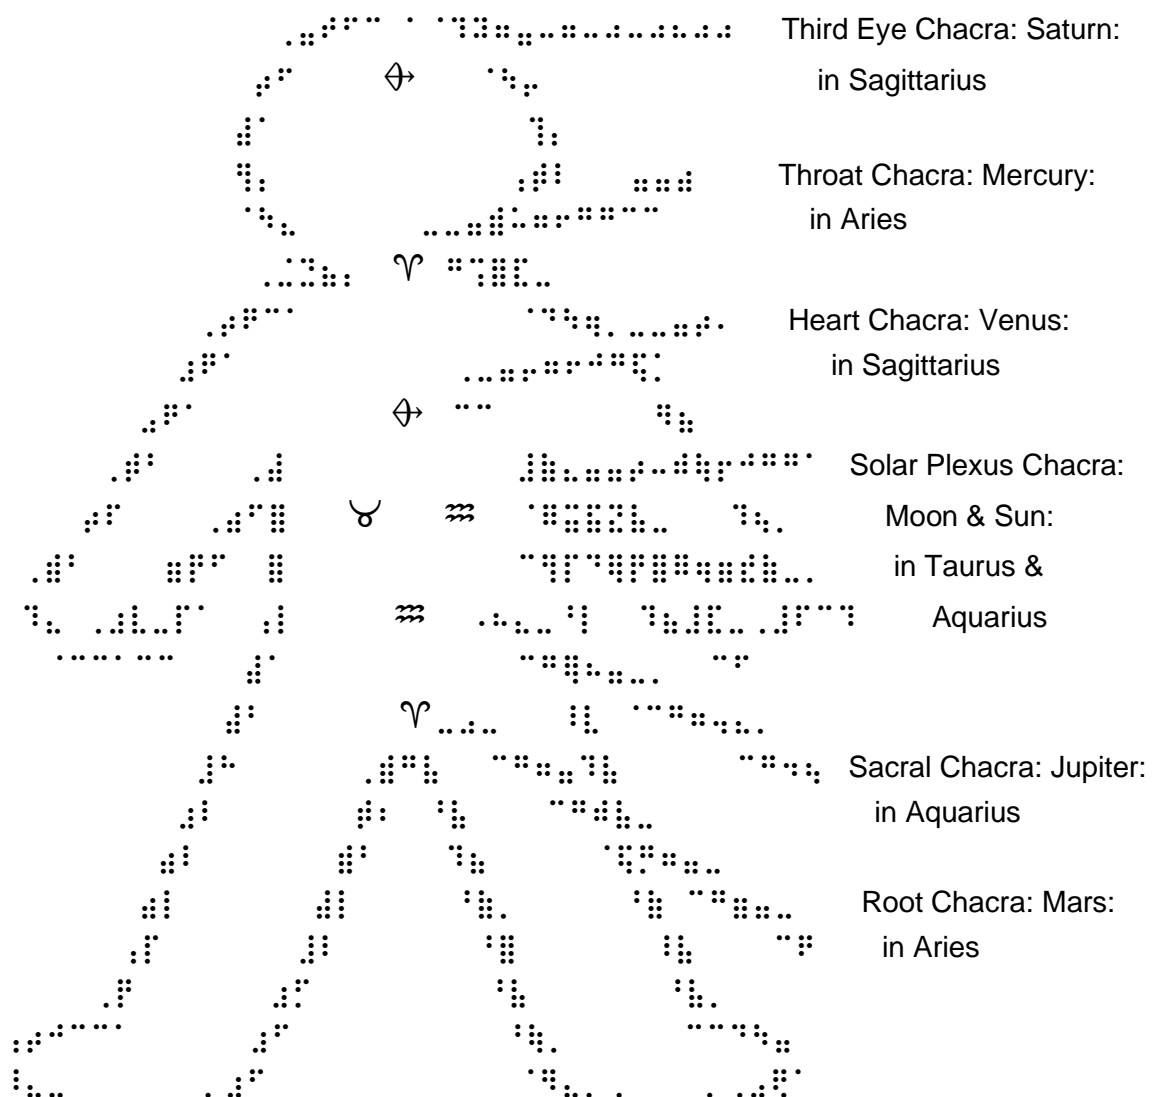 Third Eye Chacra: Saturn:
in Sagittarius
Throat Chacra: Mercury:
in Aries
Heart Chacra: Venus:
in Sagittarius
Solar Plexus Chacra:
Moon & Sun:
in Taurus &
Aquarius
Sacral Chacra: Jupiter:
in Aquarius
Root Chacra: Mars:
in Aries